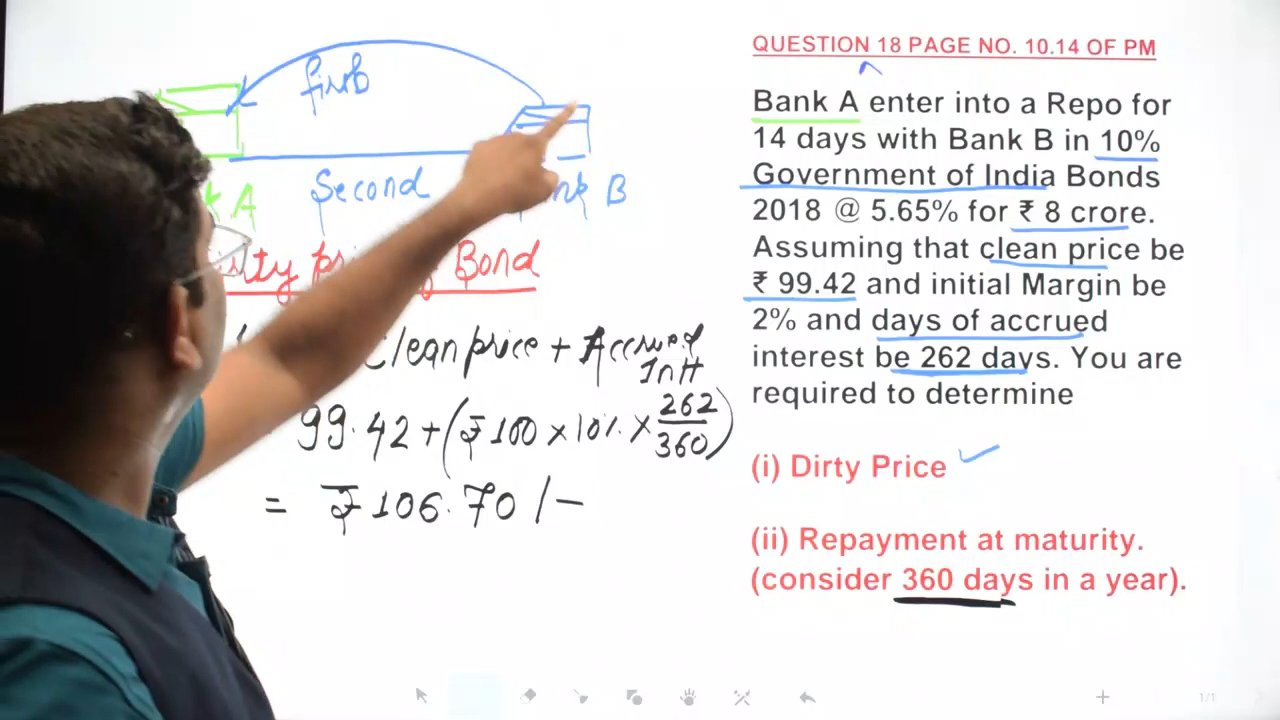 first
Second
A
B
Bond
Clean price + Accrued
Int
99.42 + (₹ 100 × 10% × 262/360)
= ₹ 106.70/-
QUESTION 18 PAGE NO. 10.14 OF PM
Bank A enter into a Repo for
14 days with Bank B in 10%
Government of India Bonds
2018 @ 5.65% for ₹ 8 crore.
Assuming that clean price be
₹ 99.42 and initial Margin be
2% and days of accrued
interest be 262 days. You are
required to determine
(i) Dirty Price
(ii) Repayment at maturity.
(consider 360 days in a year).
1/1